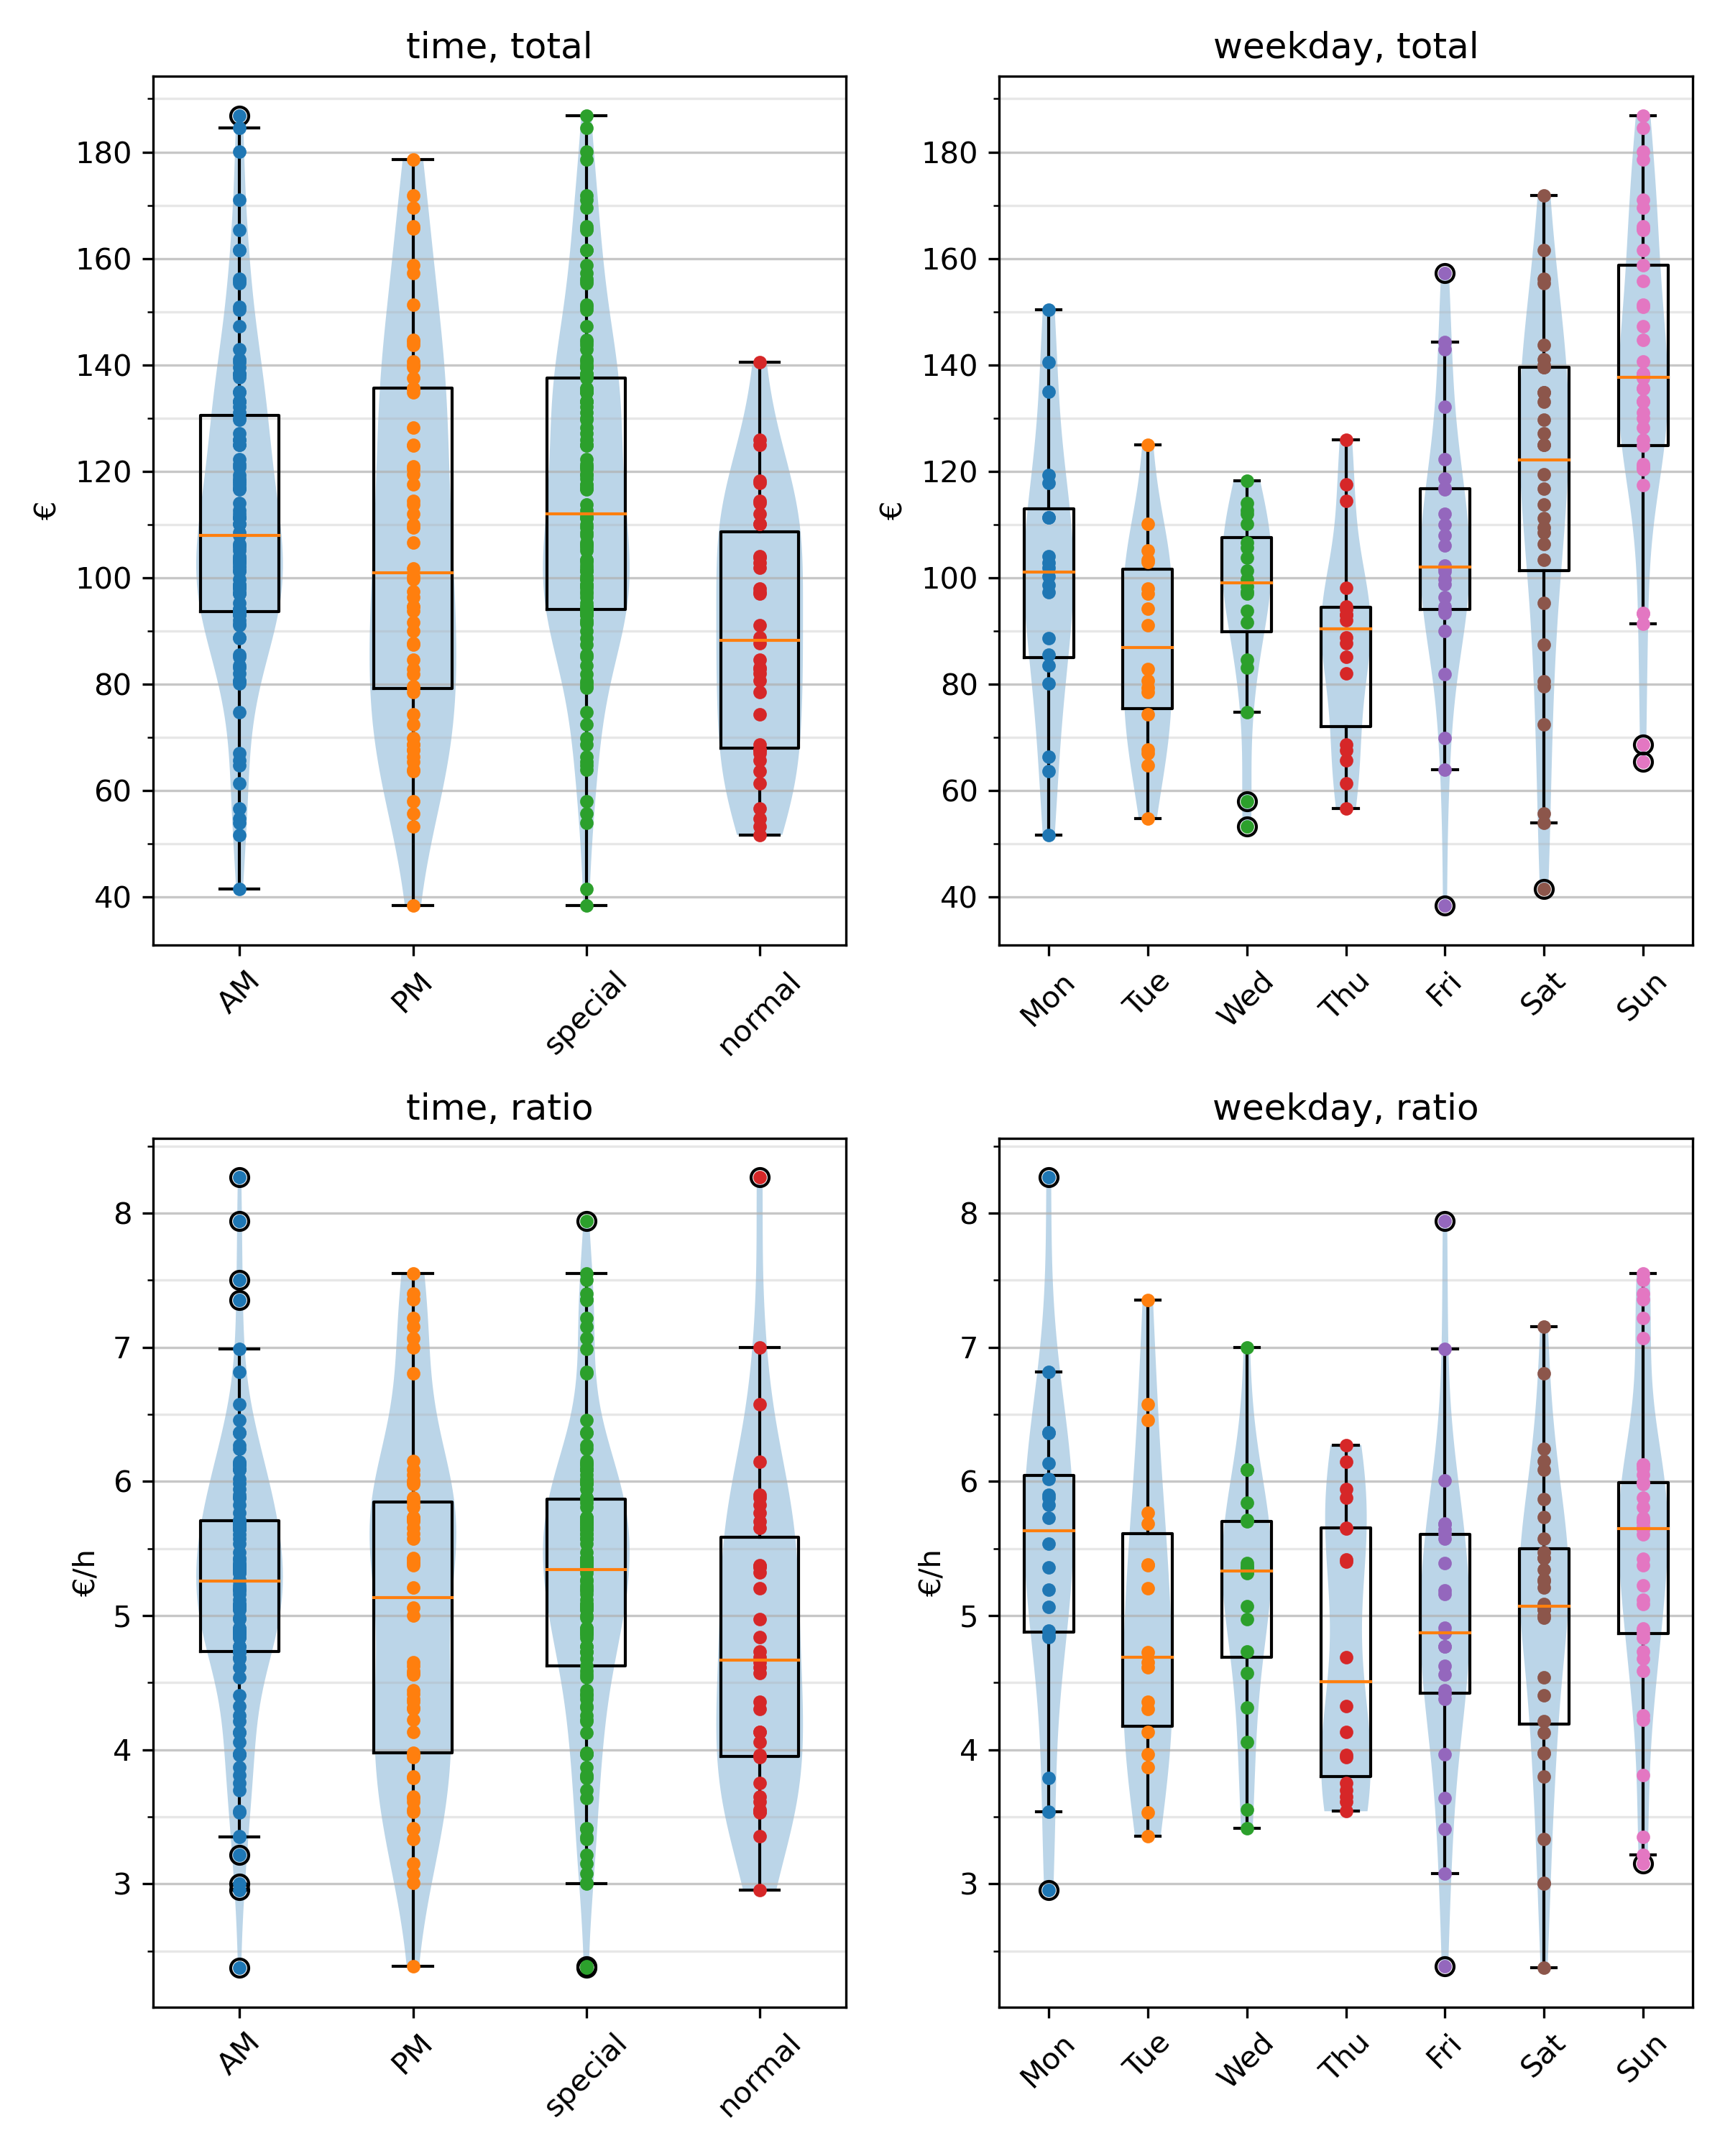 time, total
€
180
160
140
120
100
80
60
40
AM
PM
special
normal
weekday, total
€
180
160
140
120
100
80
60
40
Mon
Tue
Wed
Thu
Fri
Sat
Sun
time, ratio
€/h
8
7
6
5
4
3
AM
PM
special
normal
weekday, ratio
€/h
8
7
6
5
4
3
Mon
Tue
Wed
Thu
Fri
Sat
Sun